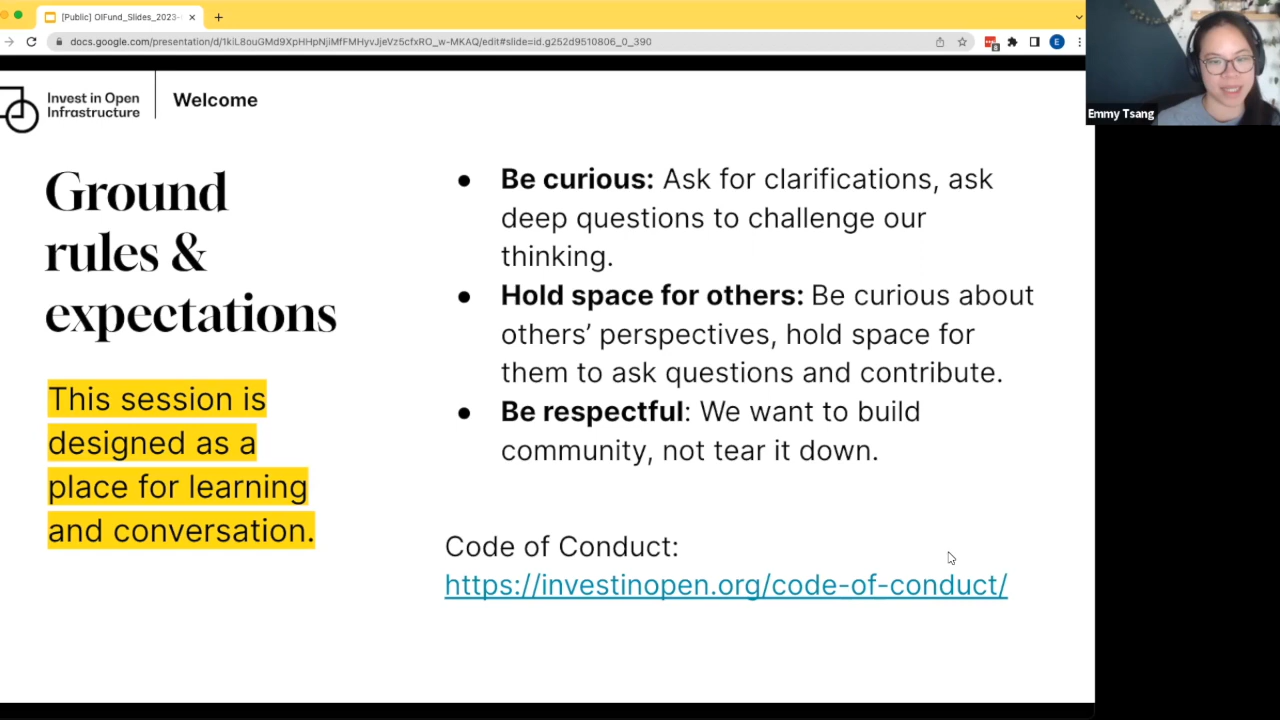 [Public] OIFund_Slides_2023-
docs.google.com/presentation/d/1kiL8ouGMd9XpHHpNjiMfFMHyvJjeVz5cfxRO_w-MKAQ/edit#slide=id.g252d9510806_0_390
E
Emmy Tsang
Invest in Open
Infrastructure
Welcome
Ground
rules &
expectations
This session is
designed as a
place for learning
and conversation.
● Be curious: Ask for clarifications, ask
deep questions to challenge our
thinking.
● Hold space for others: Be curious about
others’ perspectives, hold space for
them to ask questions and contribute.
● Be respectful: We want to build
community, not tear it down.
Code of Conduct:
https://investinopen.org/code-of-conduct/